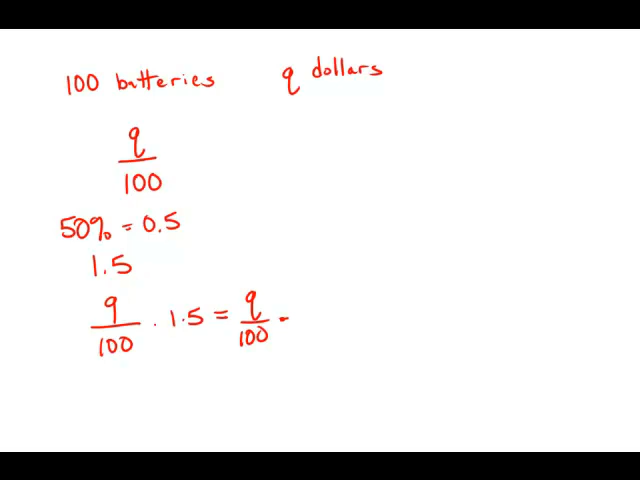 100 batteries q dollars
q/100
50% = 0.5
1.5
q/100 · 1.5 = q/100 -